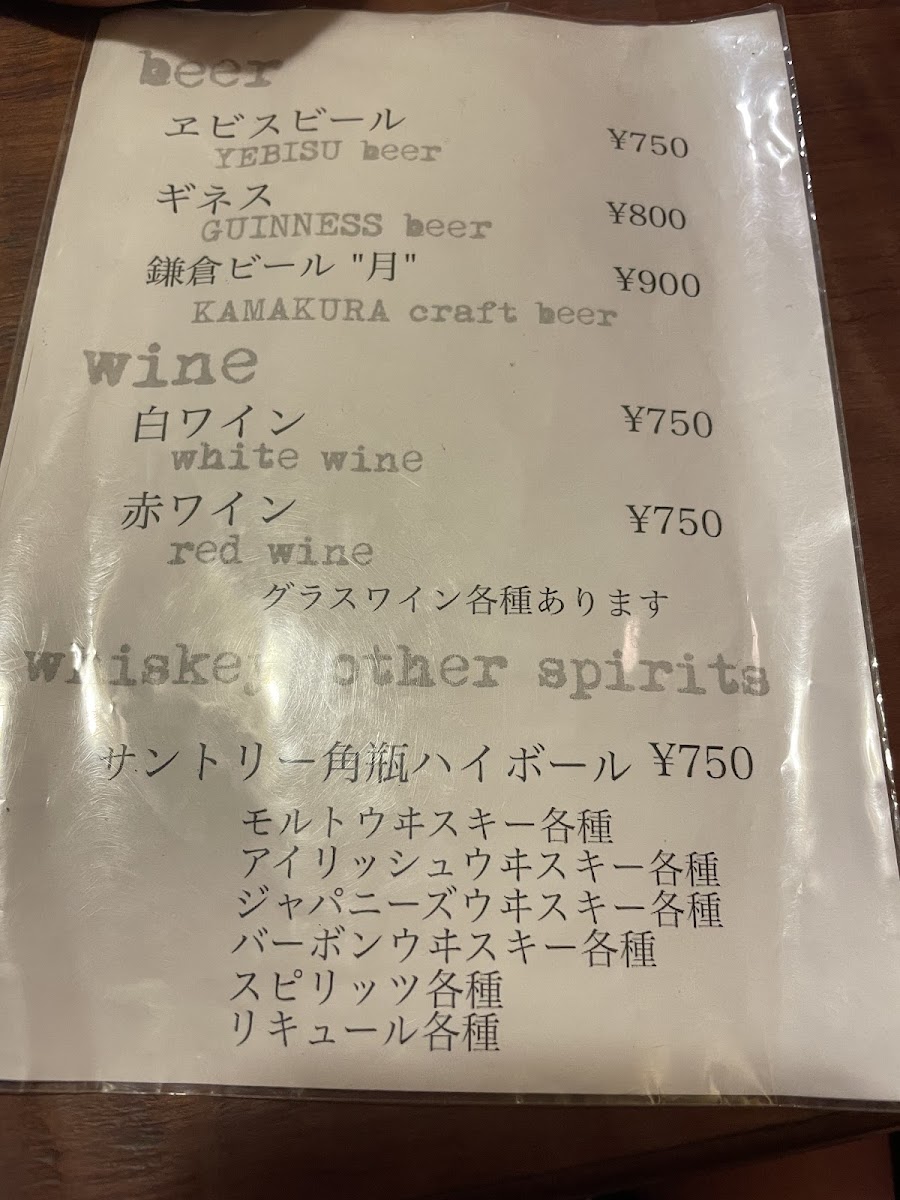 beer
ヱビスビール ¥750
YEBISU beer
ギネス ¥800
GUINNESS beer
鎌倉ビール "月" ¥900
KAMAKURA craft beer
wine
白ワイン ¥750
white wine
赤ワイン ¥750
red wine
グラスワイン各種あります
whiskey other spirits
サントリー角瓶ハイボール ¥750
モルトウヰスキー各種
アイリッシュウヰスキー各種
ジャパニーズウヰスキー各種
バーボンウヰスキー各種
スピリッツ各種
リキュール各種